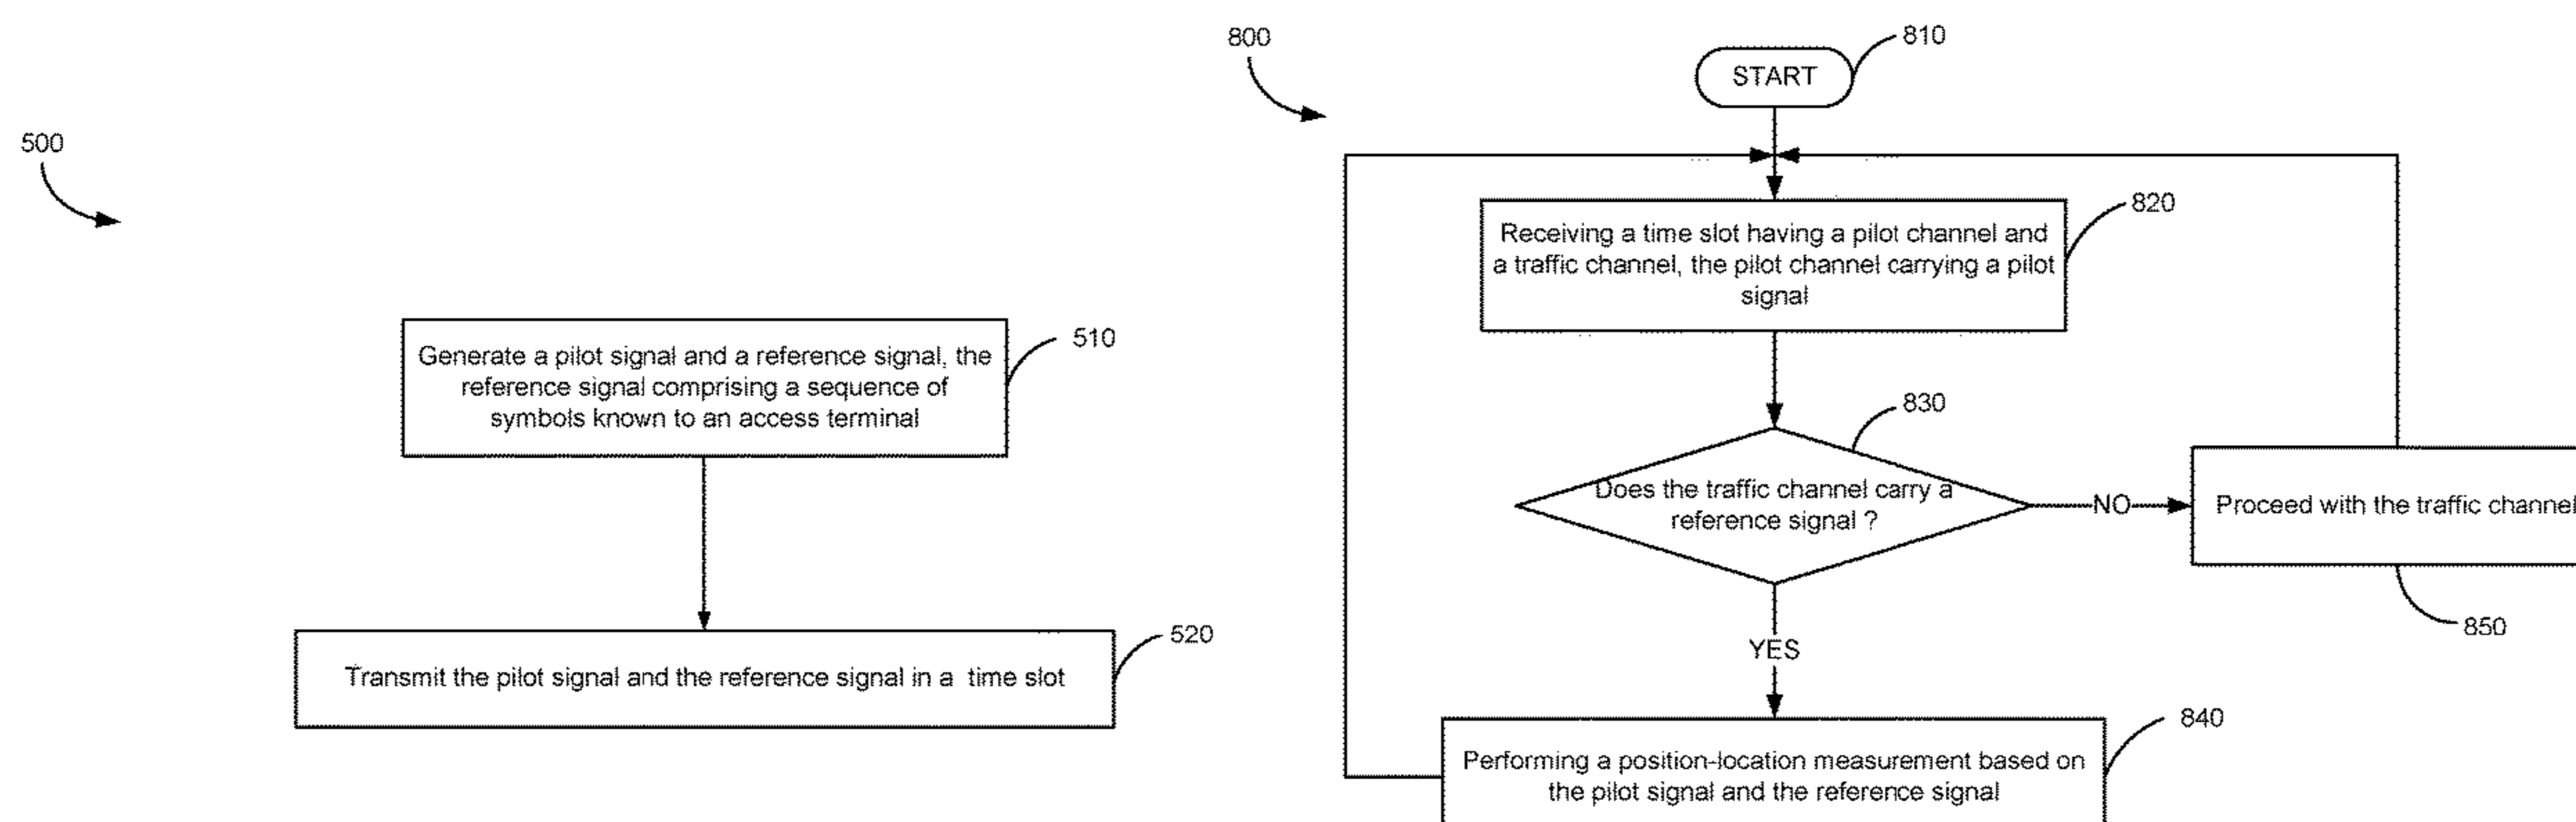 500
Generate a pilot signal and a reference signal, the
reference signal comprising a sequence of
symbols known to an access terminal
510
Transmit the pilot signal and the reference signal in a time slot
520
800
START
810
Receiving a time slot having a pilot channel and
a traffic channel, the pilot channel carrying a pilot
signal
820
830
Does the traffic channel carry a
reference signal ?
NO
Proceed with the traffic channel
850
YES
840
Performing a position-location measurement based on
the pilot signal and the reference signal